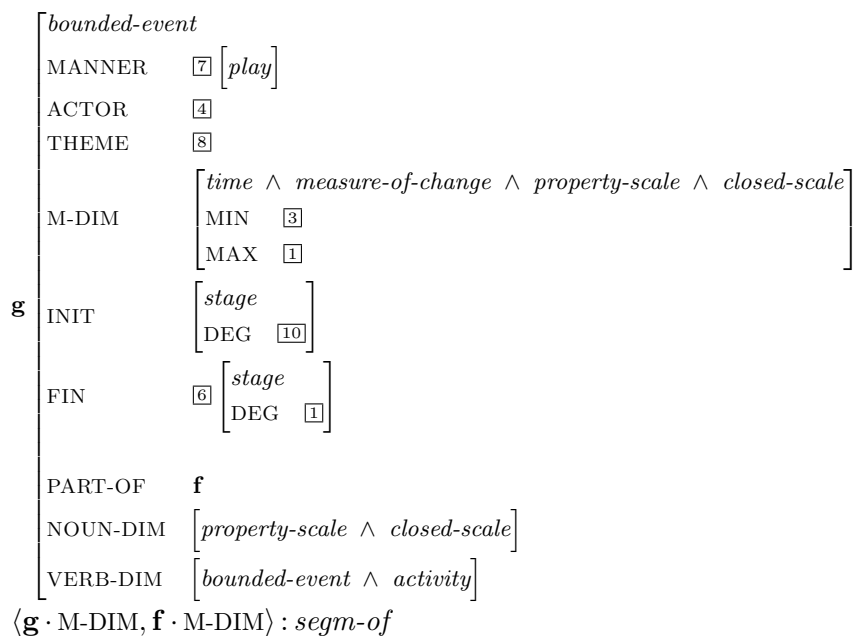 bounded-event
MANNER 7 [play]
ACTOR 4
THEME 8
M-DIM [time ∧ measure-of-change ∧ property-scale ∧ closed-scale
MIN 3
MAX 1]
g
INIT [stage
DEG 10]
FIN 6 [stage
DEG 1]
PART-OF f
NOUN-DIM [property-scale ∧ closed-scale]
VERB-DIM [bounded-event ∧ activity]
⟨g · M-DIM, f · M-DIM⟩ : segm-of